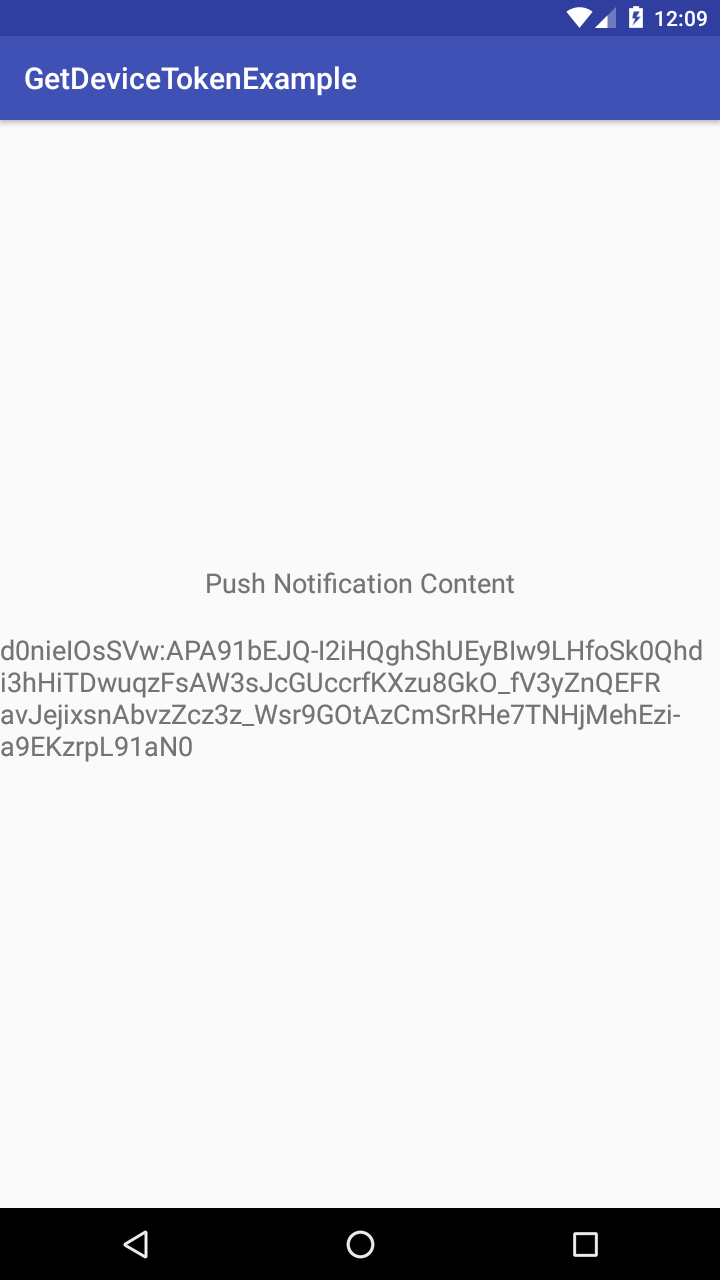 12:09
GetDeviceTokenExample
Push Notification Content
d0nieIOsSVw:APA91bEJQ-I2iHQghShUEyBIw9LHfoSk0Qhd
i3hHiTDwuqzFsAW3sJcGUccrfKXzu8GkO_fV3yZnQEFR
avJejixsnAbvzZcz3z_Wsr9GOtAzCmSrRHe7TNHjMehEzi-
a9EKzrpL91aN0